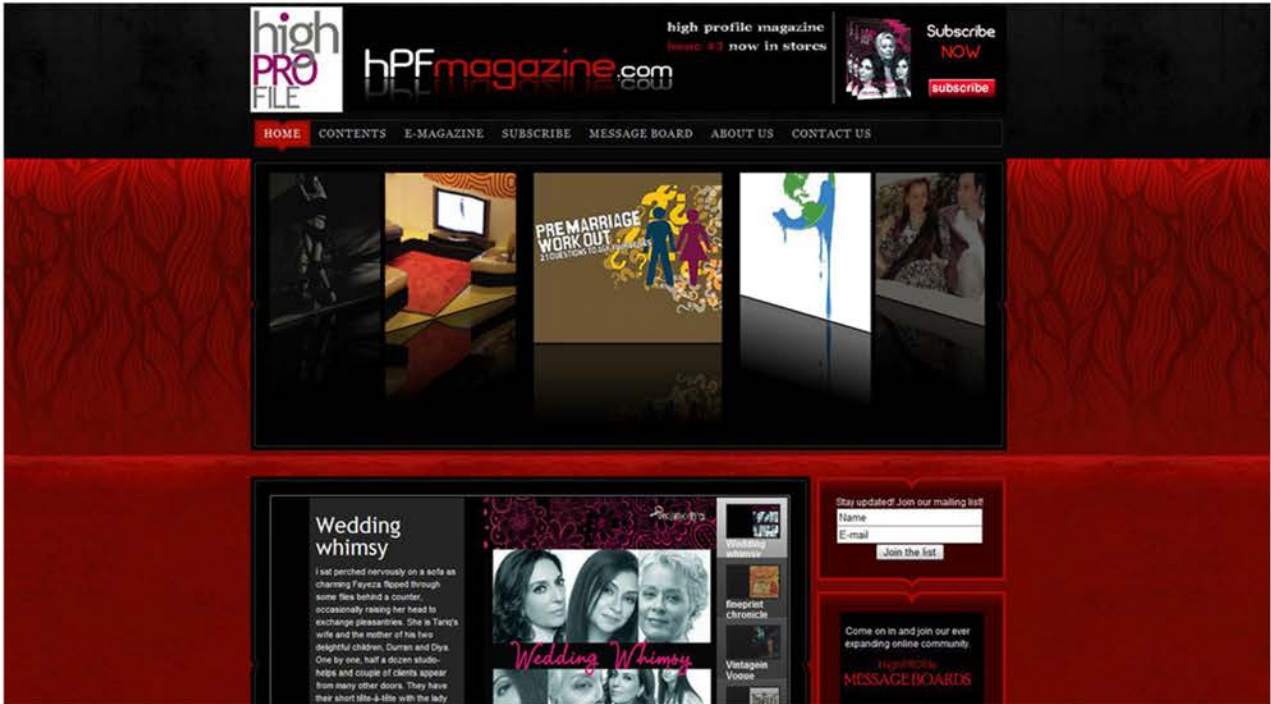 high
PRO
FILE
hPFmagazine.com
high profile magazine
Issue #3 now in stores
Subscribe
NOW
subscribe
HOME CONTENTS E-MAGAZINE SUBSCRIBE MESSAGE BOARD ABOUT US CONTACT US
PRE MARRIAGE
WORK OUT
21 QUESTIONS TO ASK
Wedding
whimsy
I sat perched nervously on a sofa as
charming Fayeza flipped through
some files behind a counter,
occasionally raising her head to
exchange pleasantries. She is Tariq's
wife and the mother of his two
delightful children, Durran and Diya.
One by one, half a dozen studio-
helps and couple of clients appear
from many other doors. They have
their short tête-à-tête with the lady
Wedding Whimsy
Wedding
whimsy
fineprint
chronicle
Vintagein
Vogue
Stay updated! Join our mailing list!
Name
E-mail
Join the list
Come on in and join our ever
expanding online community.
HighPROfile
MESSAGE BOARDS